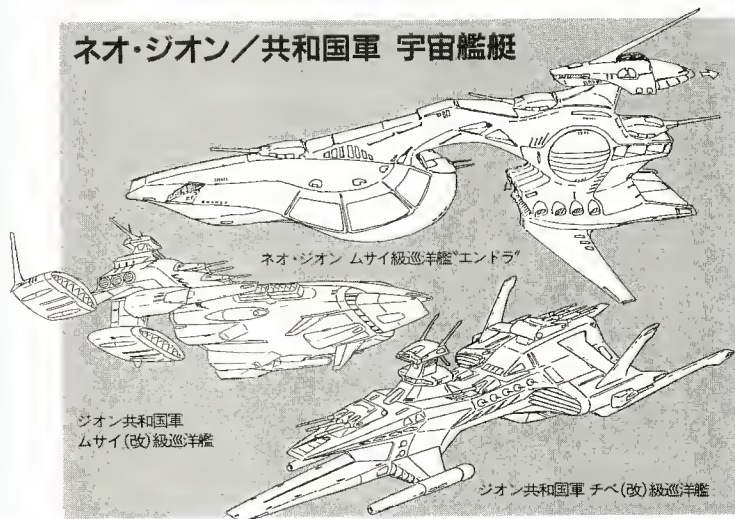 ネオ・ジオン／共和国軍 宇宙艦艇
ネオ・ジオン ムサイ級巡洋艦"エンドラ"
ジオン共和国軍
ムサイ(改)級巡洋艦
ジオン共和国軍 チベ(改)級巡洋艦